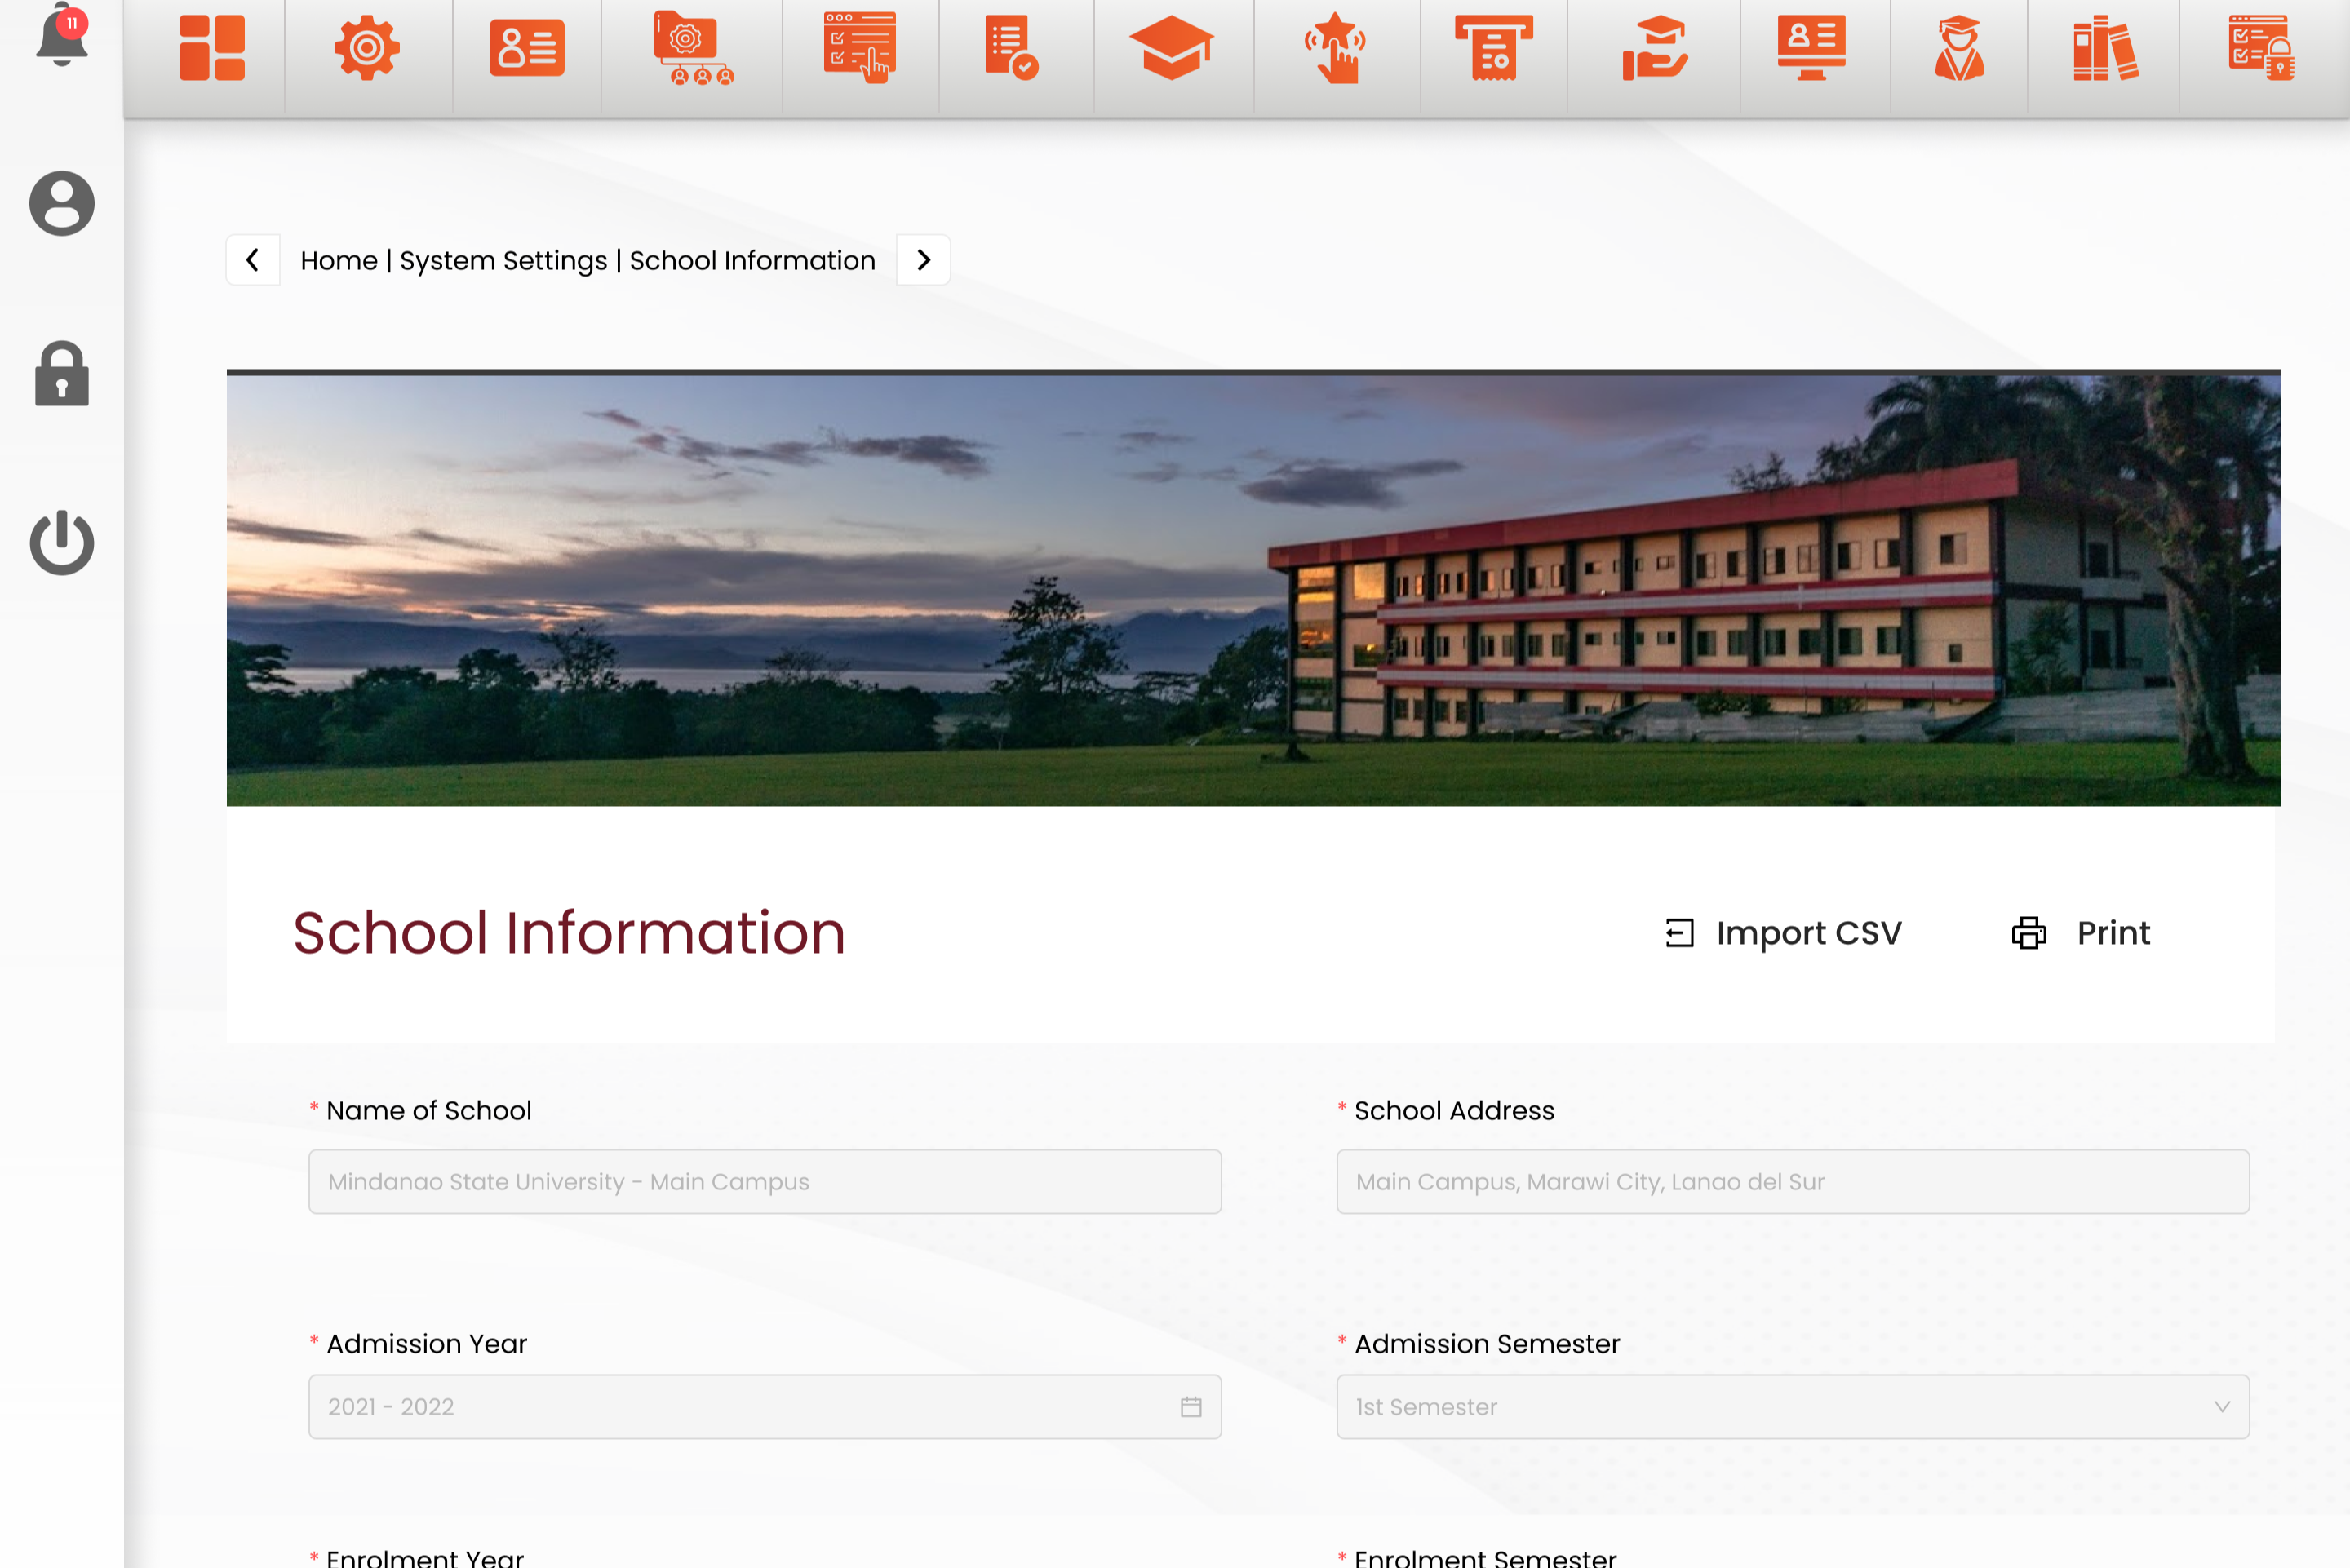 11
Home | System Settings | School Information
School Information
Import CSV
Print
* Name of School
* School Address
Mindanao State University - Main Campus
Main Campus, Marawi City, Lanao del Sur
* Admission Year
* Admission Semester
2021 - 2022
1st Semester
* Enrolment Year
* Enrolment Semester